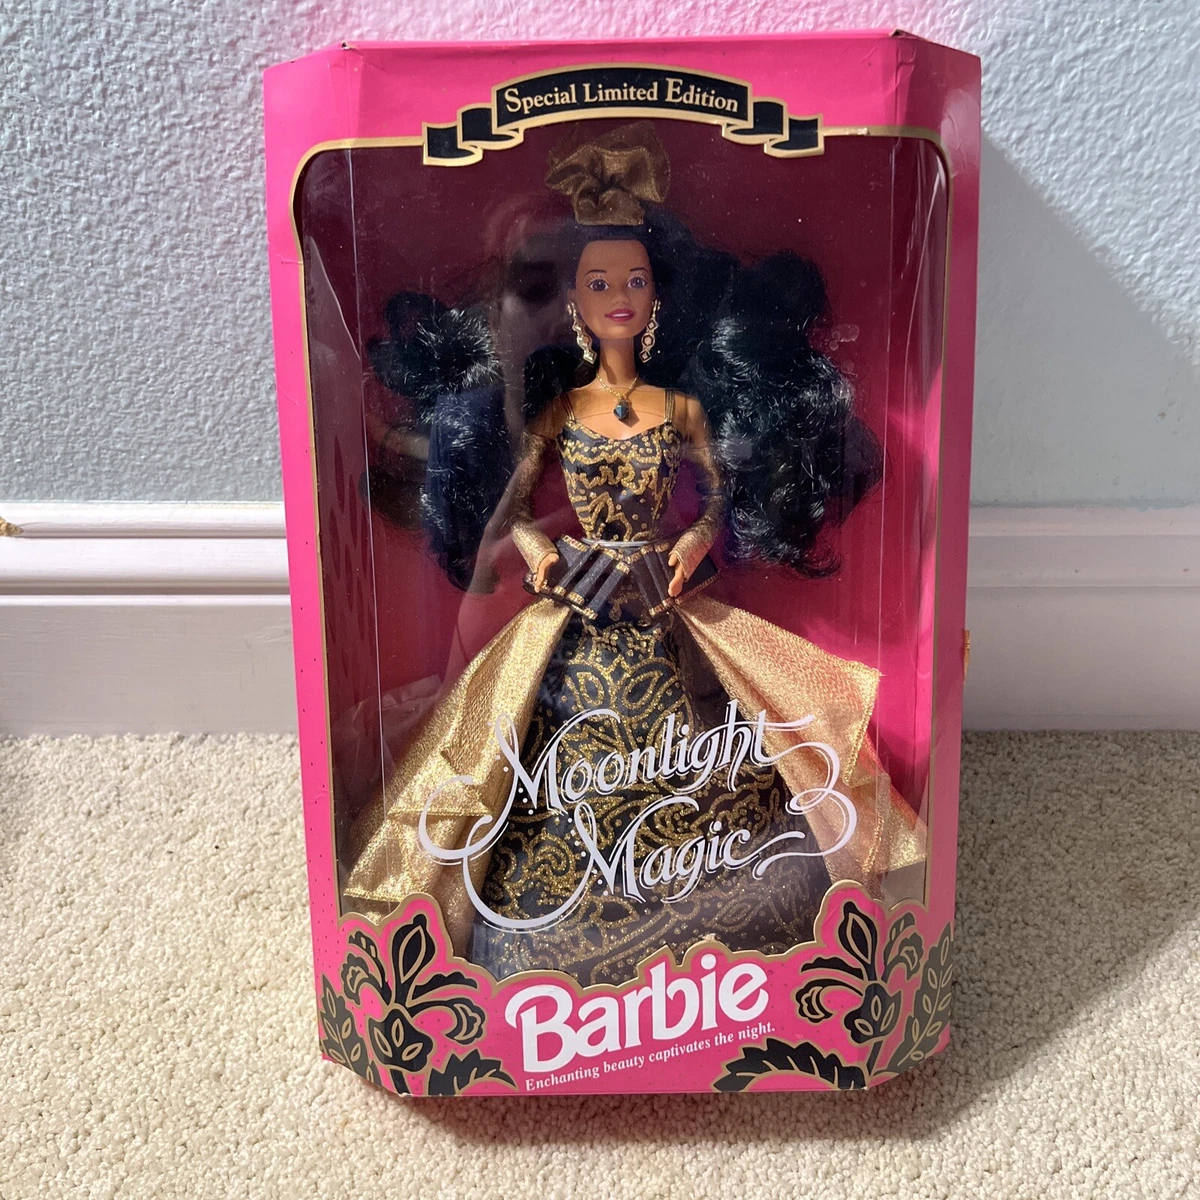 Special Limited Edition
Moonlight
Magic
Barbie
Enchanting beauty captivates the night.